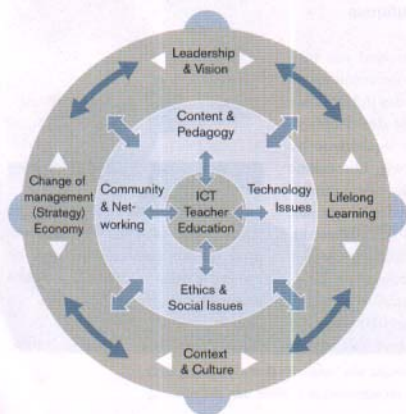 Leadership
& Vision
Content &
Pedagogy
Change of
management
(Strategy)
Economy
Community
& Net-
working
ICT
Teacher
Education
Technology
Issues
Lifelong
Learning
Ethics &
Social Issues
Context
& Culture